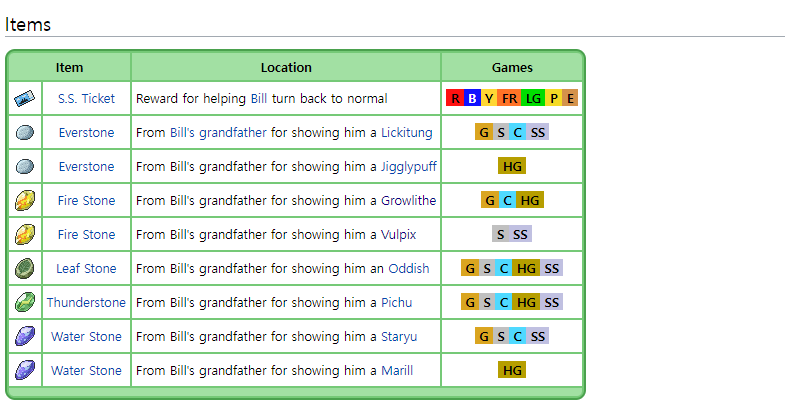 Items
Item Location Games
S.S. Ticket Reward for helping Bill turn back to normal R B Y FR LG P E
Everstone From Bill's grandfather for showing him a Lickitung G S C SS
Everstone From Bill's grandfather for showing him a Jigglypuff HG
Fire Stone From Bill's grandfather for showing him a Growlithe G C HG
Fire Stone From Bill's grandfather for showing him a Vulpix S SS
Leaf Stone From Bill's grandfather for showing him an Oddish G S C HG SS
Thunderstone From Bill's grandfather for showing him a Pichu G S C HG SS
Water Stone From Bill's grandfather for showing him a Staryu G S C SS
Water Stone From Bill's grandfather for showing him a Marill HG